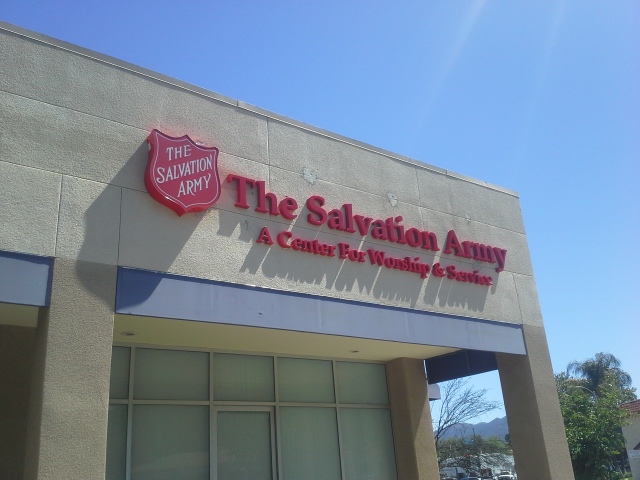 THE
SALVATION
ARMY
The Salvation Army
A Center For Worship & Service